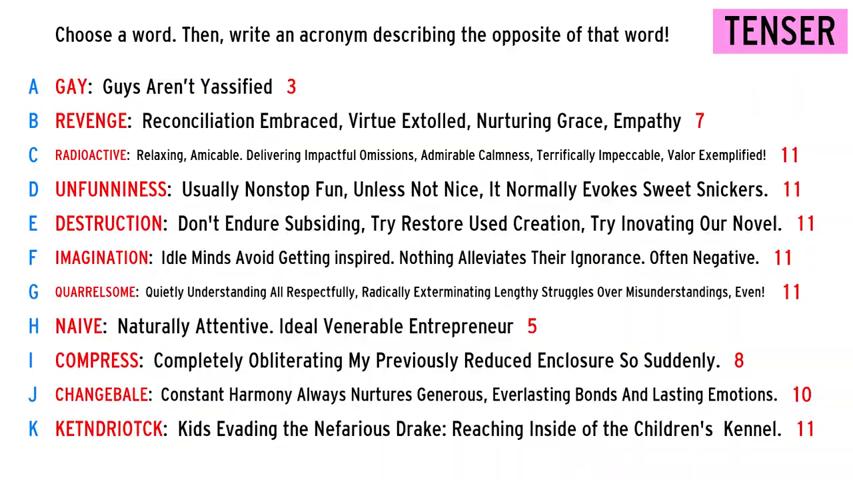 Choose a word. Then, write an acronym describing the opposite of that word!
TENSER
A GAY: Guys Aren't Yassified 3
B REVENGE: Reconciliation Embraced, Virtue Extolled, Nurturing Grace, Empathy 7
C RADIOACTIVE: Relaxing, Amicable. Delivering Impactful Omissions, Admirable Calmness, Terrifically Impeccable, Valor Exemplified! 11
D UNFUNNINESS: Usually Nonstop Fun, Unless Not Nice, It Normally Evokes Sweet Snickers. 11
E DESTRUCTION: Don't Endure Subsiding, Try Restore Used Creation, Try Inovating Our Novel. 11
F IMAGINATION: Idle Minds Avoid Getting inspired. Nothing Alleviates Their Ignorance. Often Negative. 11
G QUARRELSOME: Quietly Understanding All Respectfully, Radically Exterminating Lengthy Struggles Over Misunderstandings, Even! 11
H NAIVE: Naturally Attentive. Ideal Venerable Entrepreneur 5
I COMPRESS: Completely Obliterating My Previously Reduced Enclosure So Suddenly. 8
J CHANGEBALE: Constant Harmony Always Nurtures Generous, Everlasting Bonds And Lasting Emotions. 10
K KETNDRIOTCK: Kids Evading the Nefarious Drake: Reaching Inside of the Children's Kennel. 11